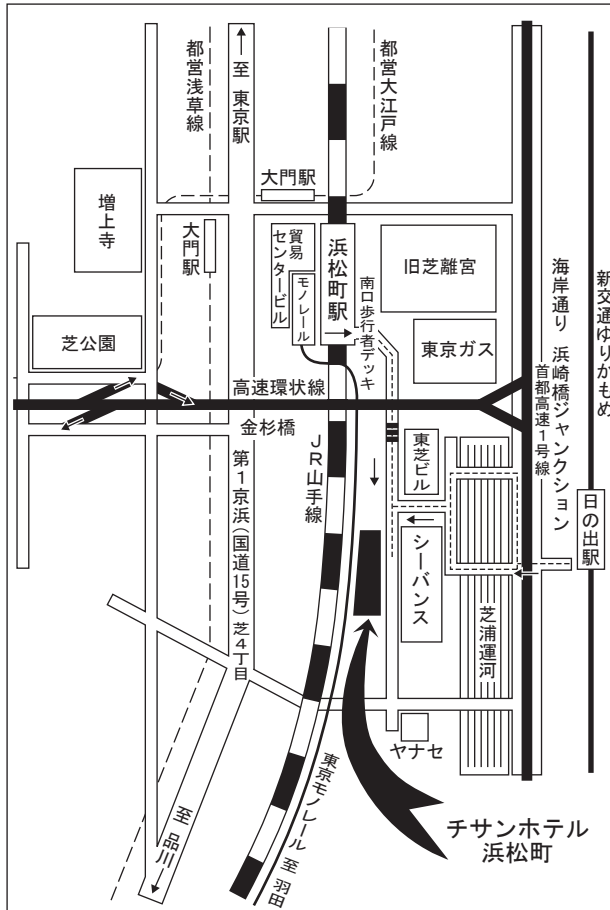 都営浅草線
至 東京駅
都営大江戸線
大門駅
増上寺
大門駅
貿易
センタービル
モノレール
浜松町駅
南口歩行者デッキ
旧芝離宮
東京ガス
海岸通り 浜崎橋ジャンクション
首都高速1号線
新交通ゆりかもめ
芝公園
高速環状線
金杉橋
JR山手線
東芝ビル
第1京浜(国道15号)芝4丁目
シーバンス
日の出駅
芝浦運河
ヤナセ
至 品川
東京モノレール 至 羽田
チサンホテル
浜松町